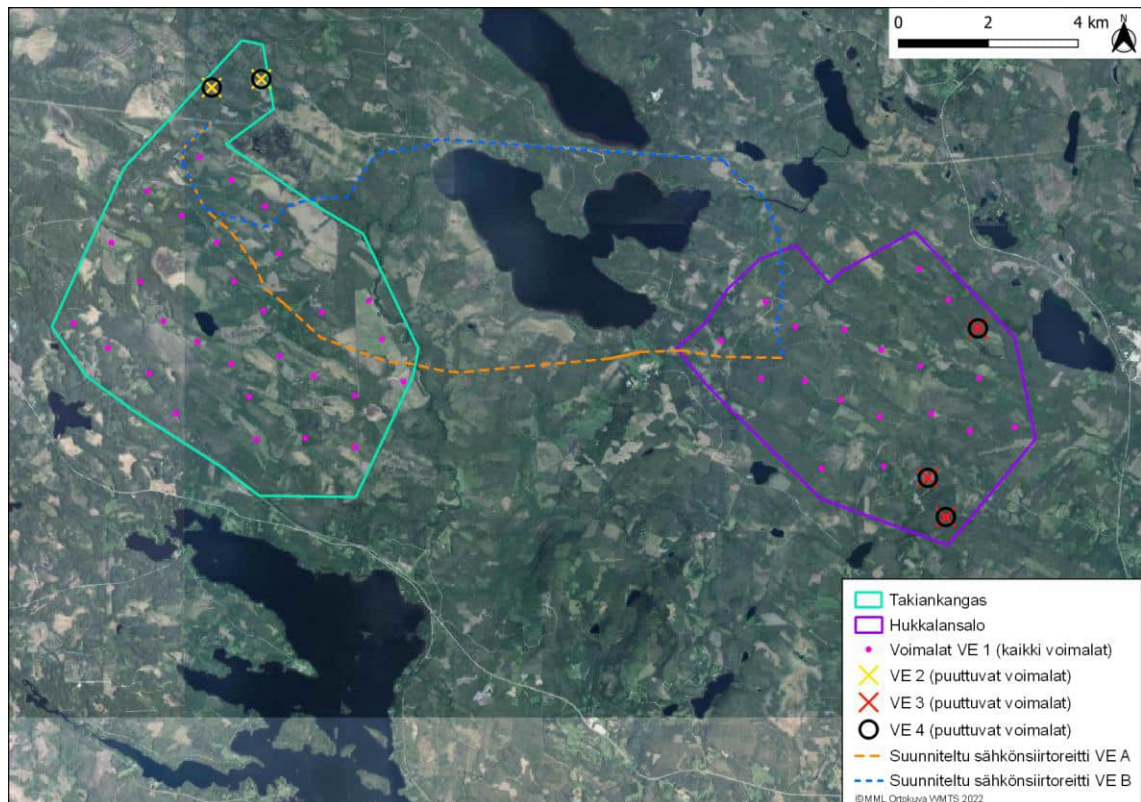 0 2 4 km
N
Takiankangas
Hukkalansalo
Voimalat VE 1 (kaikki voimalat)
VE 2 (puuttuvat voimalat)
VE 3 (puuttuvat voimalat)
VE 4 (puuttuvat voimalat)
Suunniteltu sähkönsiirtoreitti VE A
Suunniteltu sähkönsiirtoreitti VE B
©MML Ortokuva WMTS 2022